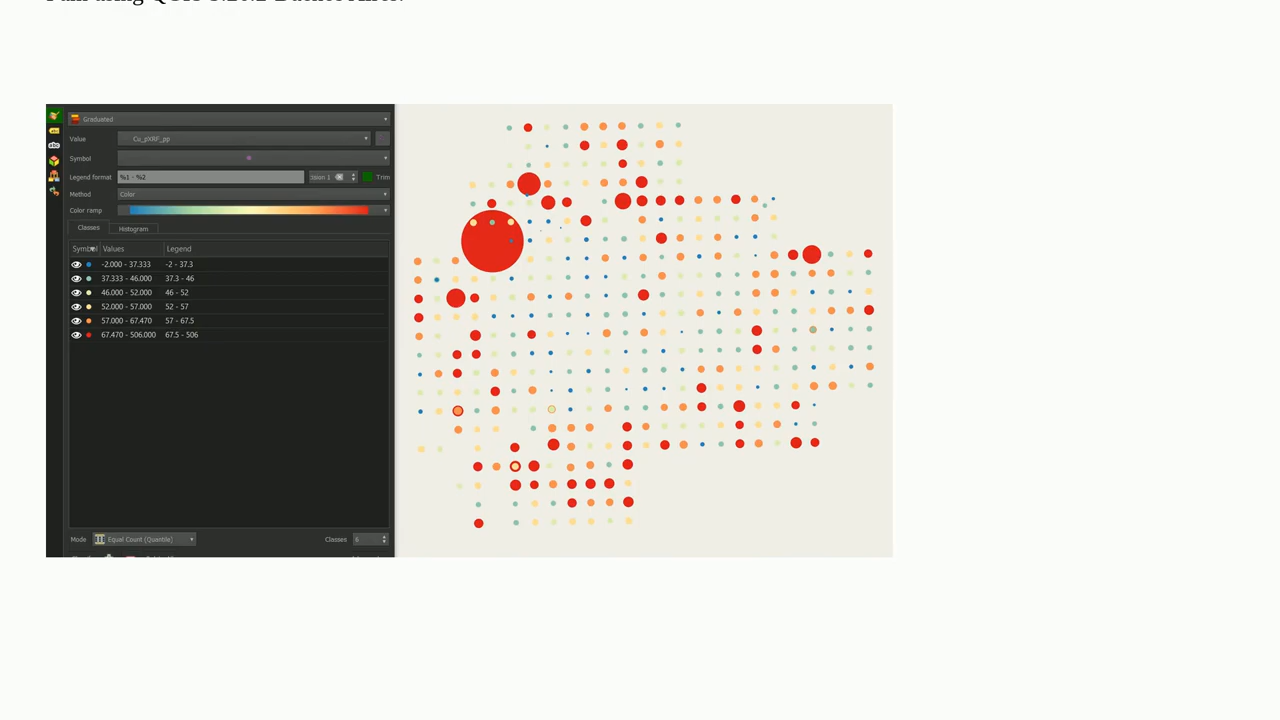 Graduated
Value Cu_pXRF_pp
Symbol
Legend format %1 - %2 Trim
Method Color
Color ramp
Classes Histogram
Symbol Values Legend
-2.000 - 37.333 -2 - 37.3
37.333 - 46.000 37.3 - 46
46.000 - 52.000 46 - 52
52.000 - 57.000 52 - 57
57.000 - 67.470 57 - 67.5
67.470 - 506.000 67.5 - 506
Mode Equal Count (Quantile) Classes 6